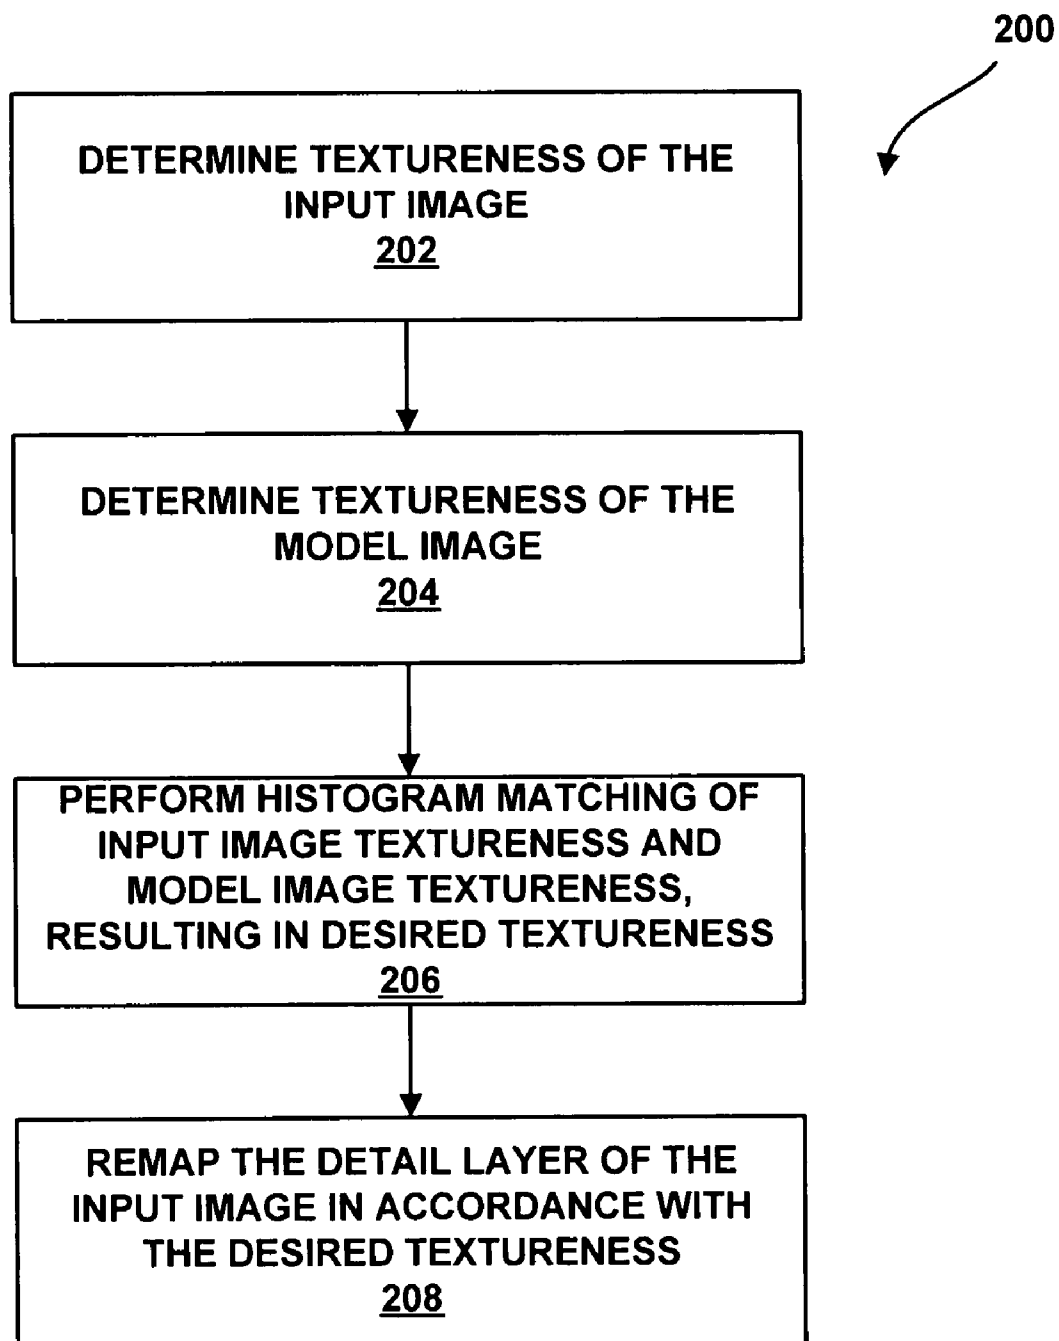 200
DETERMINE TEXTURENESS OF THE
INPUT IMAGE
202
DETERMINE TEXTURENESS OF THE
MODEL IMAGE
204
PERFORM HISTOGRAM MATCHING OF
INPUT IMAGE TEXTURENESS AND
MODEL IMAGE TEXTURENESS,
RESULTING IN DESIRED TEXTURENESS
206
REMAP THE DETAIL LAYER OF THE
INPUT IMAGE IN ACCORDANCE WITH
THE DESIRED TEXTURENESS
208